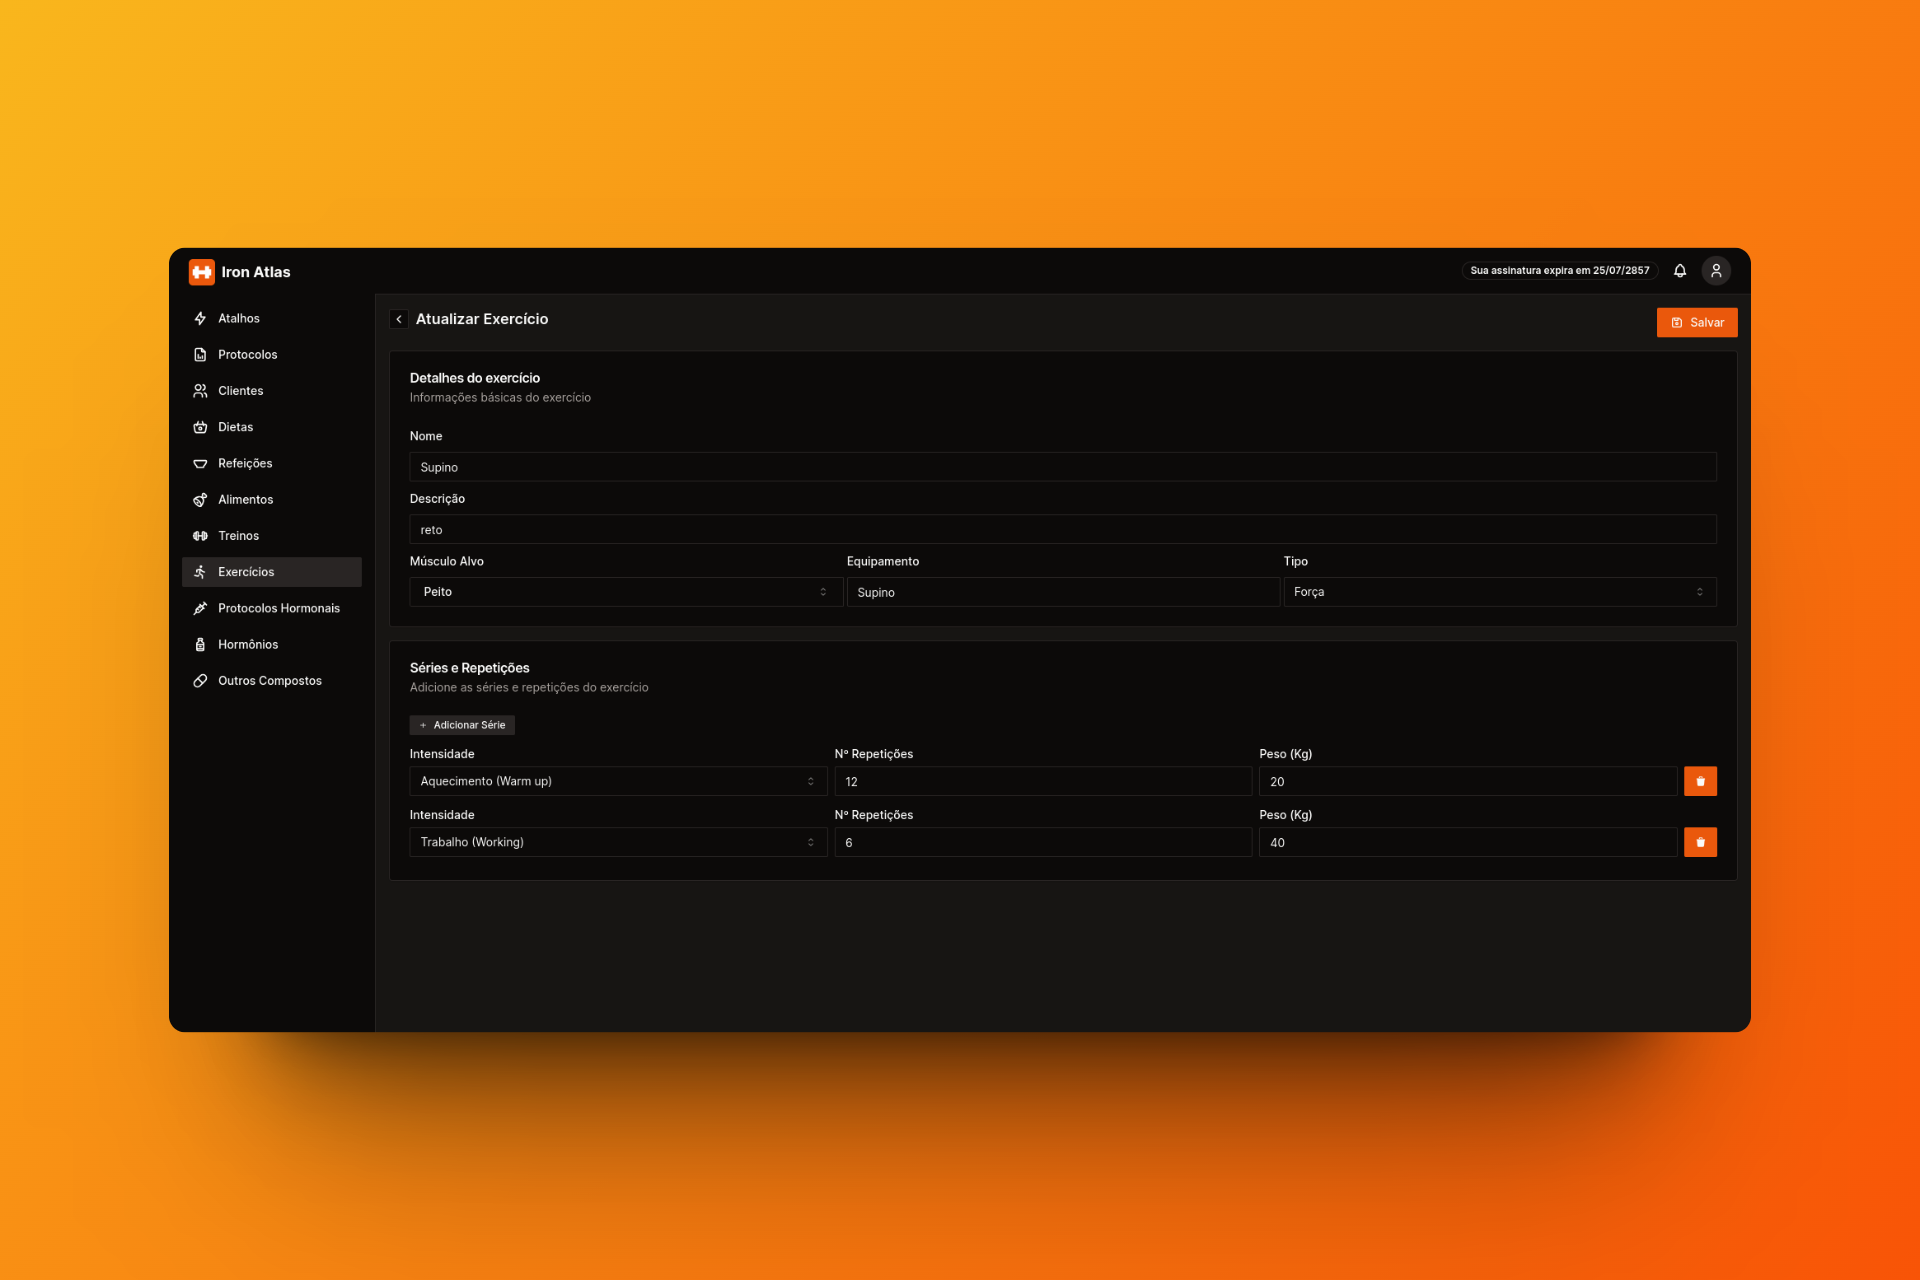 Iron Atlas
Sua assinatura expira em 25/07/2857
Atalhos
Protocolos
Clientes
Dietas
Refeições
Alimentos
Treinos
Exercícios
Protocolos Hormonais
Hormônios
Outros Compostos
Atualizar Exercício
Salvar
Detalhes do exercício
Informações básicas do exercício
Nome
Supino
Descrição
reto
Músculo Alvo Equipamento Tipo
Peito Supino Força
Séries e Repetições
Adicione as séries e repetições do exercício
+ Adicionar Série
Intensidade Nº Repetições Peso (Kg)
Aquecimento (Warm up) 12 20
Intensidade Nº Repetições Peso (Kg)
Trabalho (Working) 6 40